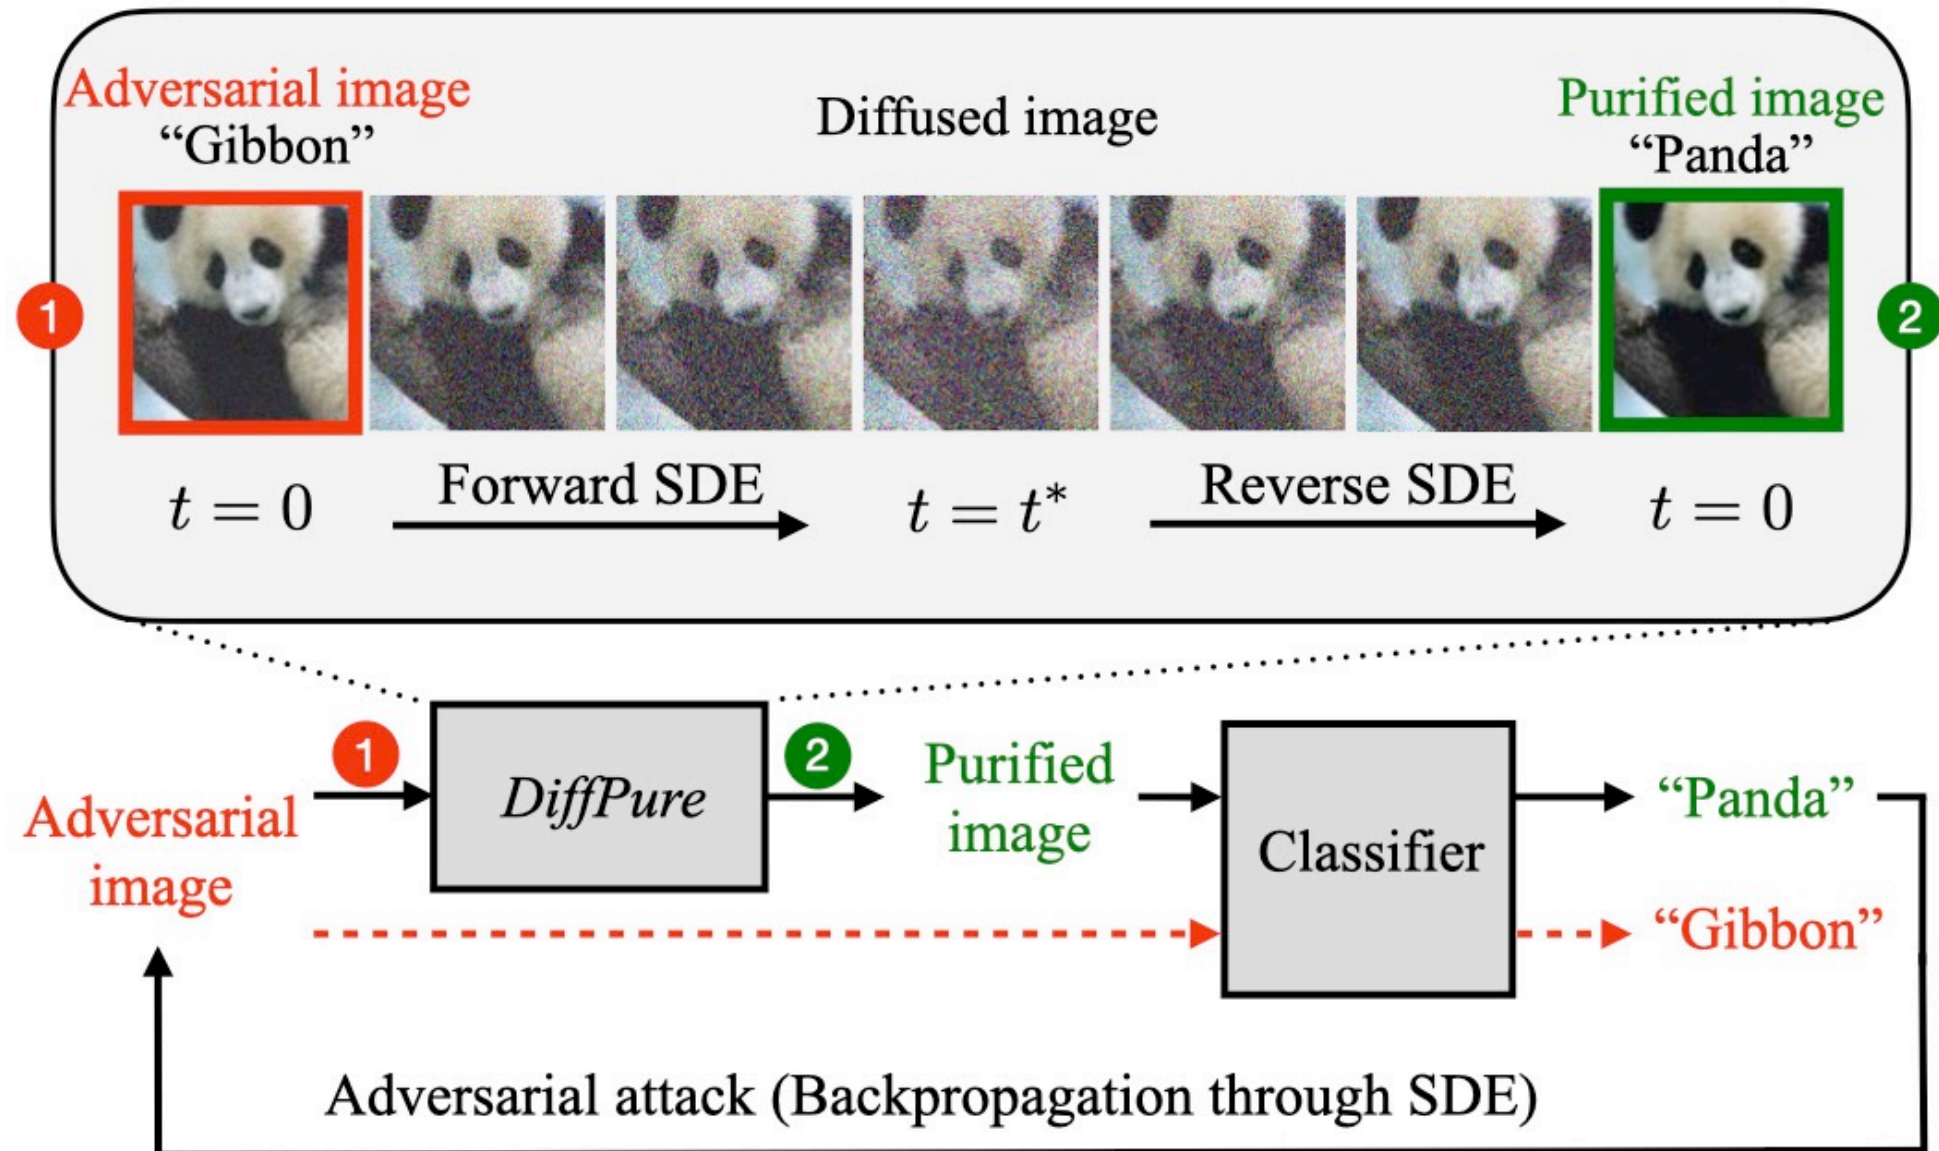 Adversarial image
“Gibbon”
Diffused image
Purified image
“Panda”
1
2
t = 0
Forward SDE
t = t*
Reverse SDE
t = 0
1
2
Adversarial
image
DiffPure
Purified
image
Classifier
“Panda”
“Gibbon”
Adversarial attack (Backpropagation through SDE)